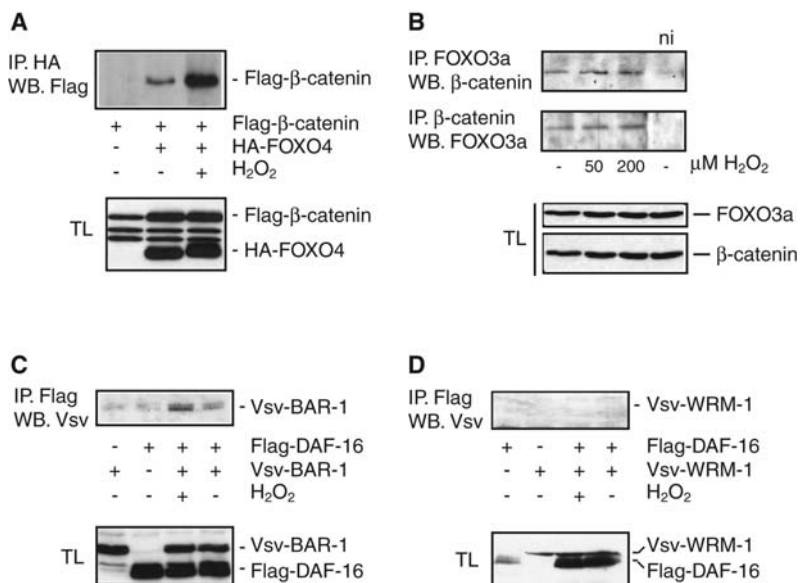 A
IP. HA
WB. Flag
- Flag-β-catenin
+ + + Flag-β-catenin
- + + HA-FOXO4
- - + H₂O₂
TL
- Flag-β-catenin
- HA-FOXO4
B
ni
IP. FOXO3a
WB. β-catenin
IP. β-catenin
WB. FOXO3a
- 50 200 - μM H₂O₂
TL
FOXO3a
β-catenin
C
IP. Flag
WB. Vsv
- Vsv-BAR-1
- + + + Flag-DAF-16
+ - + + Vsv-BAR-1
- - + - H₂O₂
TL
- Vsv-BAR-1
- Flag-DAF-16
D
IP. Flag
WB. Vsv
- Vsv-WRM-1
+ - + + Flag-DAF-16
- + + + Vsv-WRM-1
- - + - H₂O₂
TL
Vsv-WRM-1
Flag-DAF-16